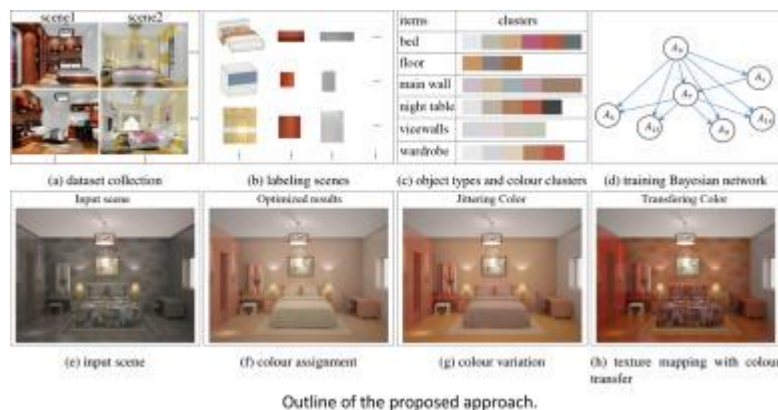 scene1 scene2
items clusters
bed
floor
main wall
night table
vicewalls
wardrobe
(a) dataset collection
(b) labeling scenes
(c) object types and colour clusters
(d) training Bayesian network
Input scene
Optimized results
Jittering Color
Transfering Color
(e) input scene
(f) colour assignment
(g) colour variation
(h) texture mapping with colour
transfer
Outline of the proposed approach.